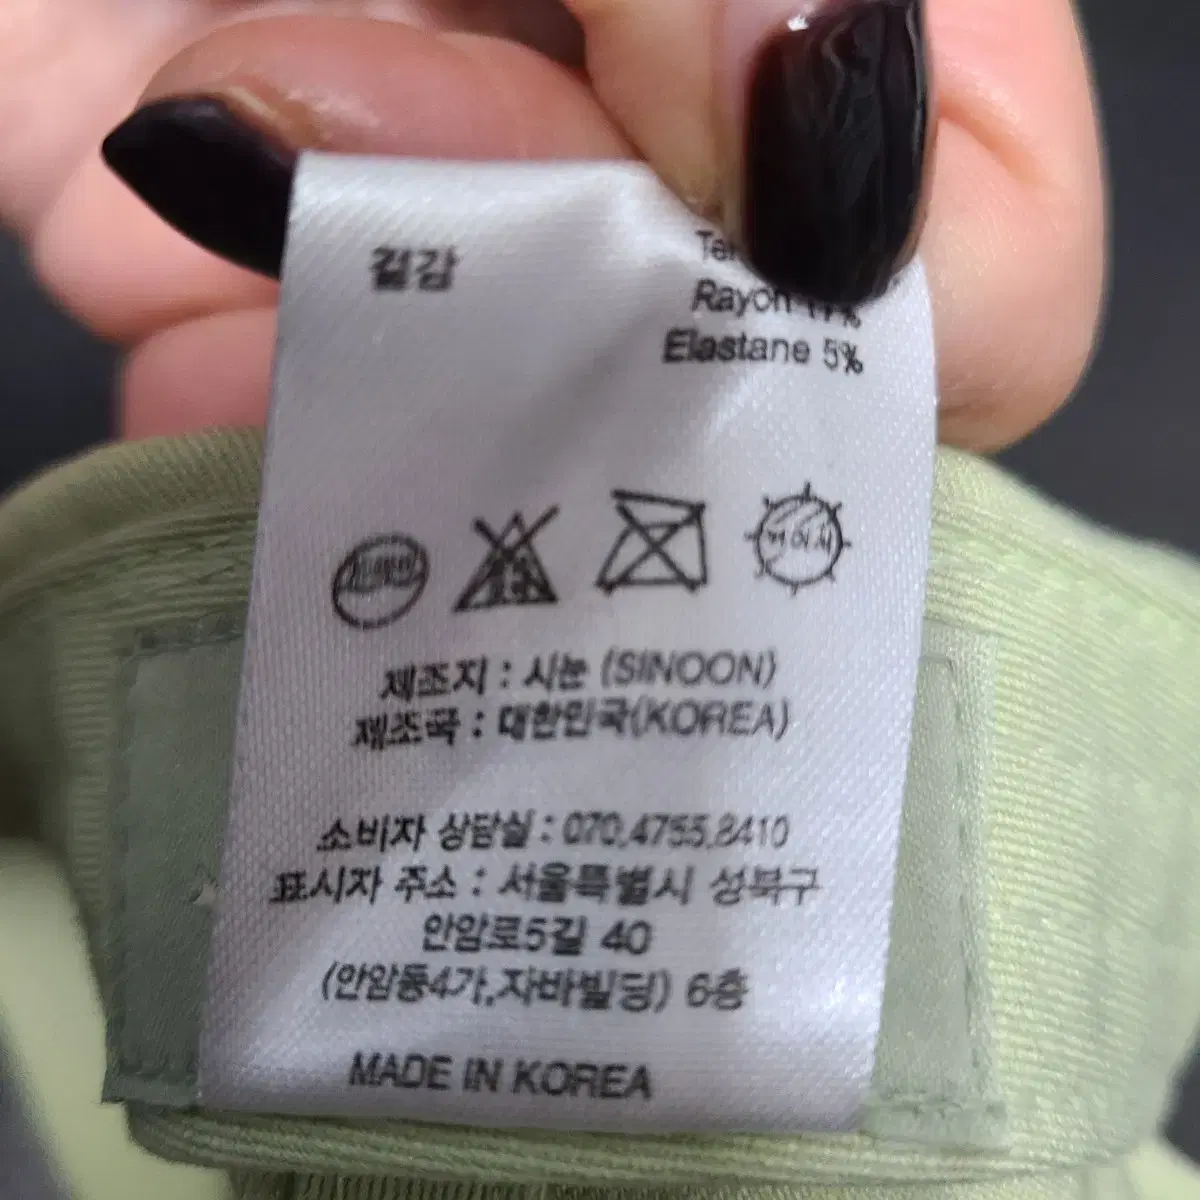 겉감
Rayon 17%
Elastane 5%
제조지 : 시눈 (SINOON)
제조국 : 대한민국(KOREA)
소비자 상담실 : 070.4755.8410
표시자 주소 : 서울특별시 성북구
안암로5길 40
(안암동4가,자바빌딩) 6층
MADE IN KOREA